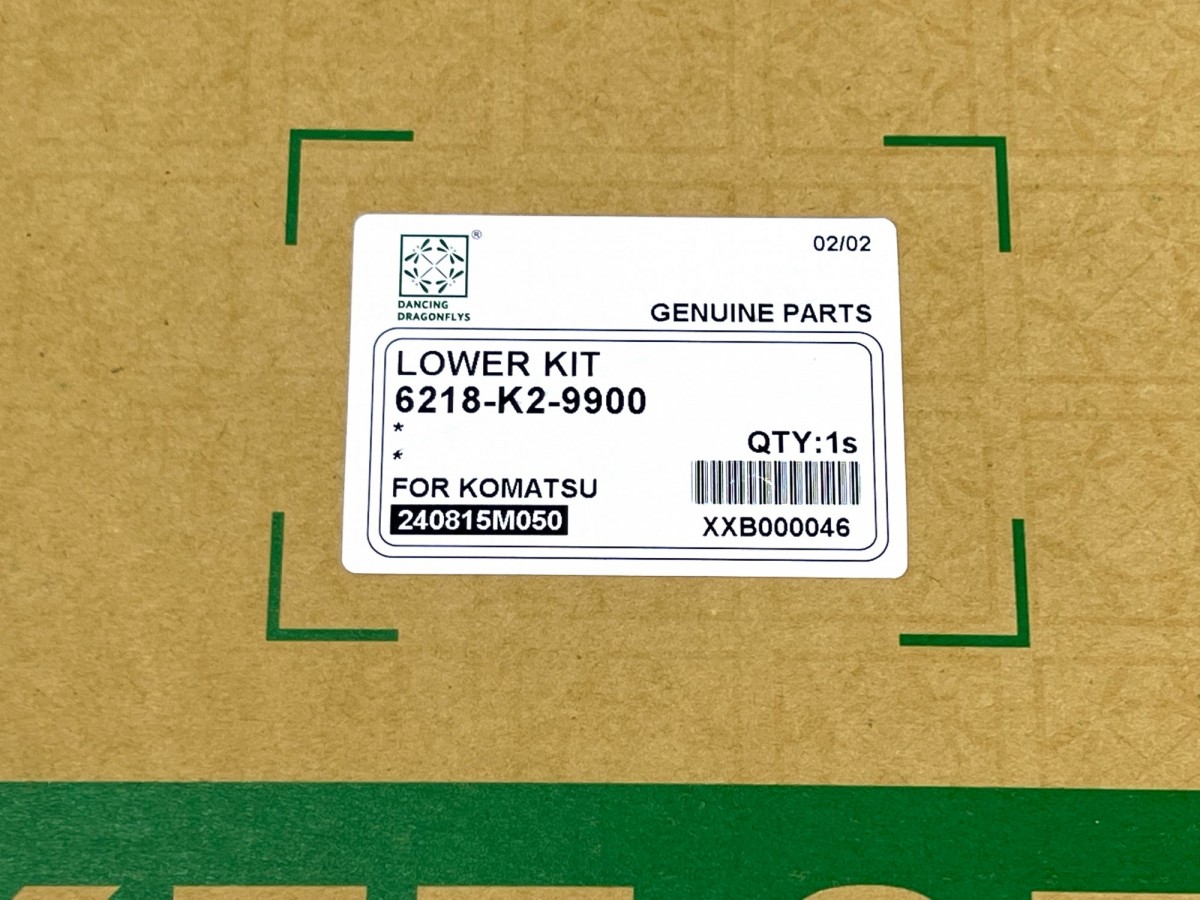 ®
02/02
DANCING
DRAGONFLYS
GENUINE PARTS
LOWER KIT
6218-K2-9900
*
*
QTY:1s
FOR KOMATSU
240815M050
XXB000046